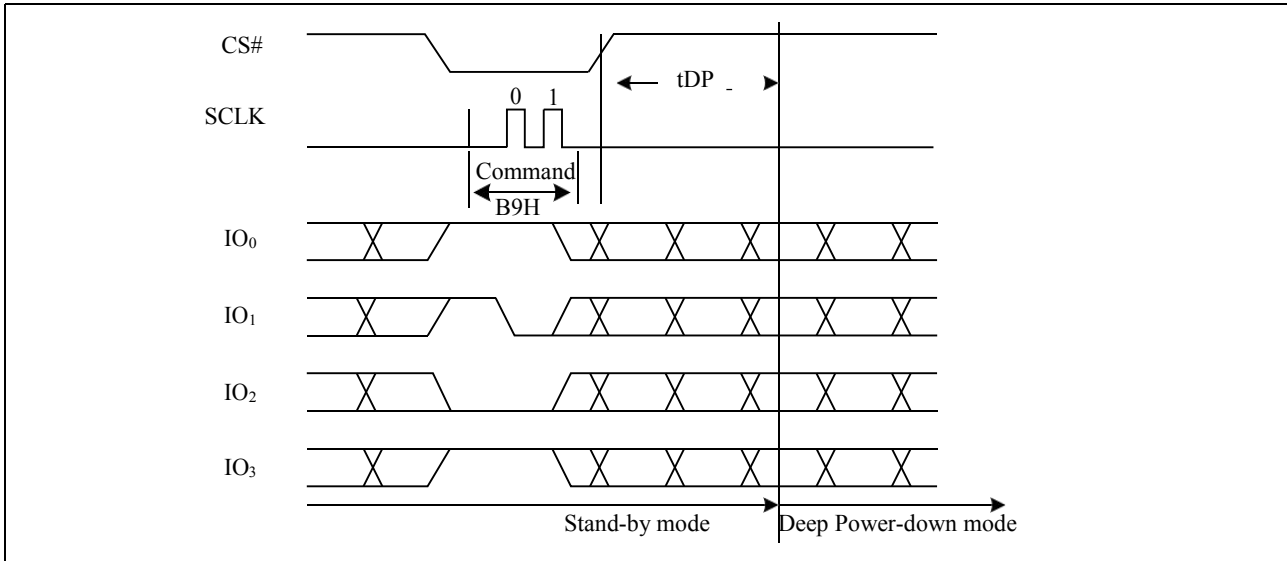 CS#
tDP -
0 1
SCLK
Command
B9H
IO0
IO1
IO2
IO3
Stand-by mode Deep Power-down mode